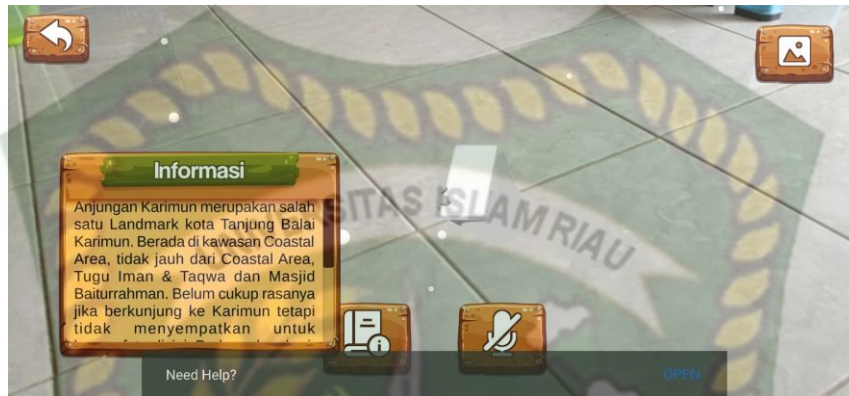 Informasi
Anjungan Karimun merupakan salah
satu Landmark kota Tanjung Balai
Karimun. Berada di kawasan Coastal
Area, tidak jauh dari Coastal Area,
Tugu Iman & Taqwa dan Masjid
Baiturrahman. Belum cukup rasanya
jika berkunjung ke Karimun tetapi
tidak menyempatkan untuk
UNIVERSITAS ISLAM RIAU
Need Help?
OPEN